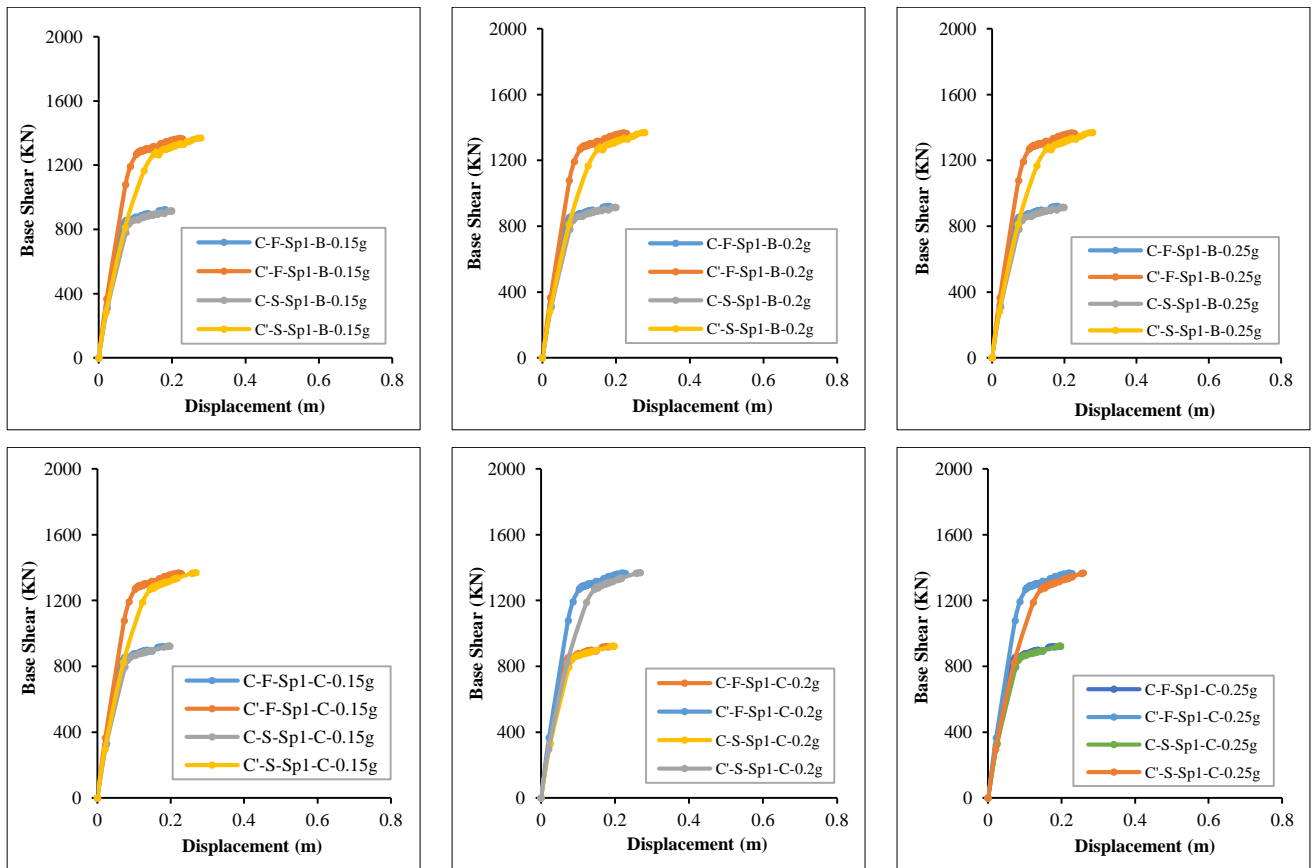 2000
1600
1200
800
400
0
Base Shear (KN)
0 0.2 0.4 0.6 0.8
Displacement (m)
C-F-Sp1-B-0.15g
C'-F-Sp1-B-0.15g
C-S-Sp1-B-0.15g
C'-S-Sp1-B-0.15g
2000
1600
1200
800
400
0
Base Shear (KN)
0 0.2 0.4 0.6 0.8
Displacement (m)
C-F-Sp1-B-0.2g
C'-F-Sp1-B-0.2g
C-S-Sp1-B-0.2g
C'-S-Sp1-B-0.2g
2000
1600
1200
800
400
0
Base Shear (KN)
0 0.2 0.4 0.6 0.8
Displacement (m)
C-F-Sp1-B-0.25g
C'-F-Sp1-B-0.25g
C-S-Sp1-B-0.25g
C'-S-Sp1-B-0.25g
2000
1600
1200
800
400
0
Base Shear (KN)
0 0.2 0.4 0.6 0.8
Displacement (m)
C-F-Sp1-C-0.15g
C'-F-Sp1-C-0.15g
C-S-Sp1-C-0.15g
C'-S-Sp1-C-0.15g
2000
1600
1200
800
400
0
Base Shear (KN)
0 0.2 0.4 0.6 0.8
Displacement (m)
C-F-Sp1-C-0.2g
C'-F-Sp1-C-0.2g
C-S-Sp1-C-0.2g
C'-S-Sp1-C-0.2g
2000
1600
1200
800
400
0
Base Shear (KN)
0 0.2 0.4 0.6 0.8
Displacement (m)
C-F-Sp1-C-0.25g
C'-F-Sp1-C-0.25g
C-S-Sp1-C-0.25g
C'-S-Sp1-C-0.25g